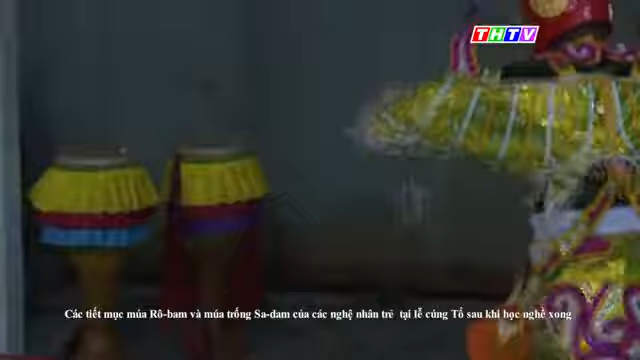 THTV
Các tiết mục múa Rô-bam và múa trống Sa-dam của các nghệ nhân trẻ tại lễ cúng Tổ sau khi học nghề xong